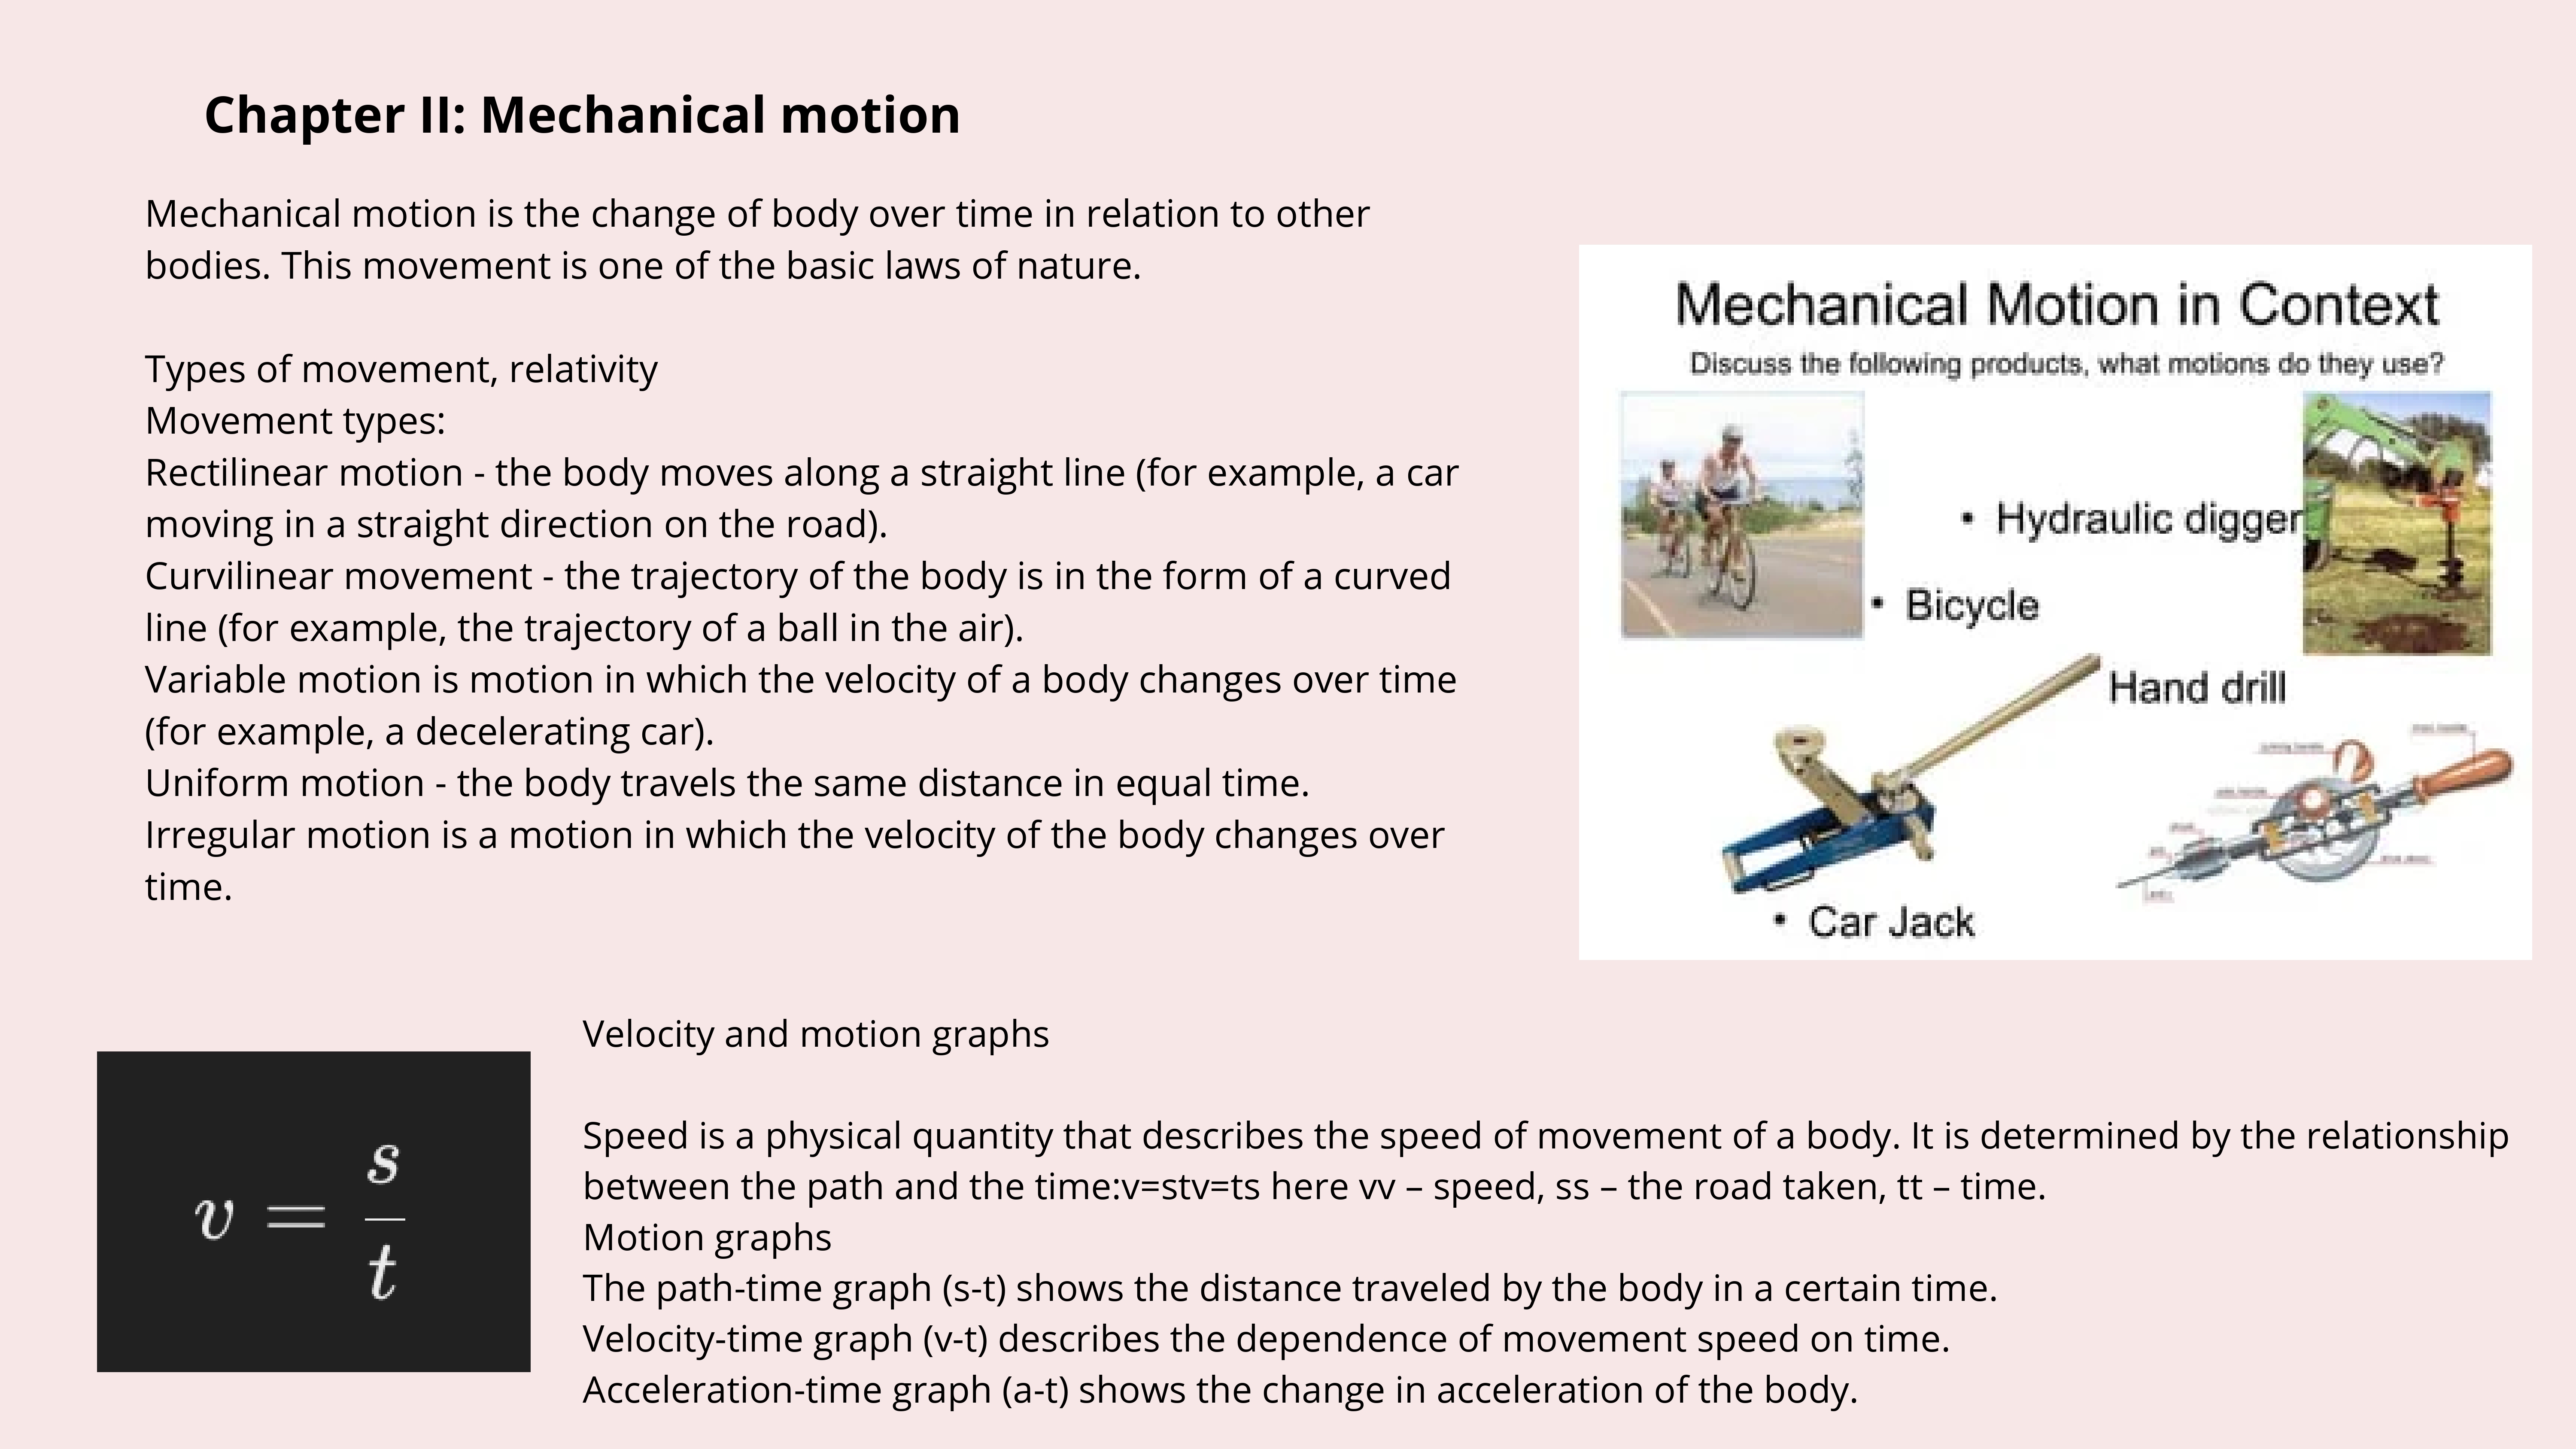 Chapter II: Mechanical motion
Mechanical motion is the change of body over time in relation to other
bodies. This movement is one of the basic laws of nature.
Types of movement, relativity
Movement types:
Rectilinear motion - the body moves along a straight line (for example, a car
moving in a straight direction on the road).
Curvilinear movement - the trajectory of the body is in the form of a curved
line (for example, the trajectory of a ball in the air).
Variable motion is motion in which the velocity of a body changes over time
(for example, a decelerating car).
Uniform motion - the body travels the same distance in equal time.
Irregular motion is a motion in which the velocity of the body changes over
time.
Mechanical Motion in Context
Discuss the following products, what motions do they use?
• Hydraulic digger
• Bicycle
Hand drill
• Car Jack
v = s/t
Velocity and motion graphs
Speed is a physical quantity that describes the speed of movement of a body. It is determined by the relationship
between the path and the time:v=stv=ts here vv – speed, ss – the road taken, tt – time.
Motion graphs
The path-time graph (s-t) shows the distance traveled by the body in a certain time.
Velocity-time graph (v-t) describes the dependence of movement speed on time.
Acceleration-time graph (a-t) shows the change in acceleration of the body.